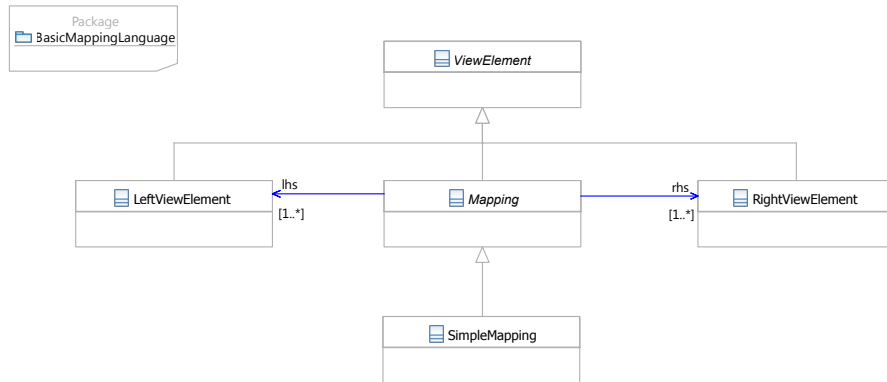 Package
BasicMappingLanguage
ViewElement
LeftViewElement
lhs
[1..*]
Mapping
rhs
[1..*]
RightViewElement
SimpleMapping